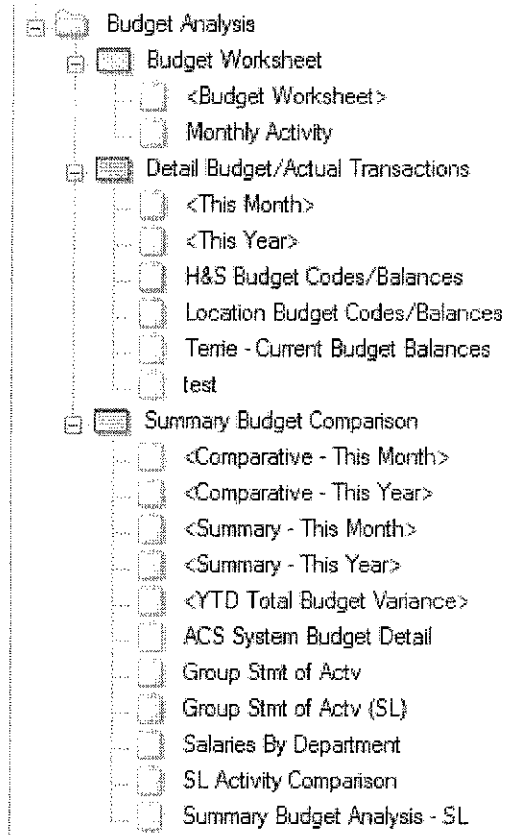 Budget Analysis
Budget Worksheet
<Budget Worksheet>
Monthly Activity
Detail Budget/Actual Transactions
<This Month>
<This Year>
H&S Budget Codes/Balances
Location Budget Codes/Balances
Terrie - Current Budget Balances
test
Summary Budget Comparison
<Comparative - This Month>
<Comparative - This Year>
<Summary - This Month>
<Summary - This Year>
<YTD Total Budget Variance>
ACS System Budget Detail
Group Stmt of Actv
Group Stmt of Actv (SL)
Salaries By Department
SL Activity Comparison
Summary Budget Analysis - SL